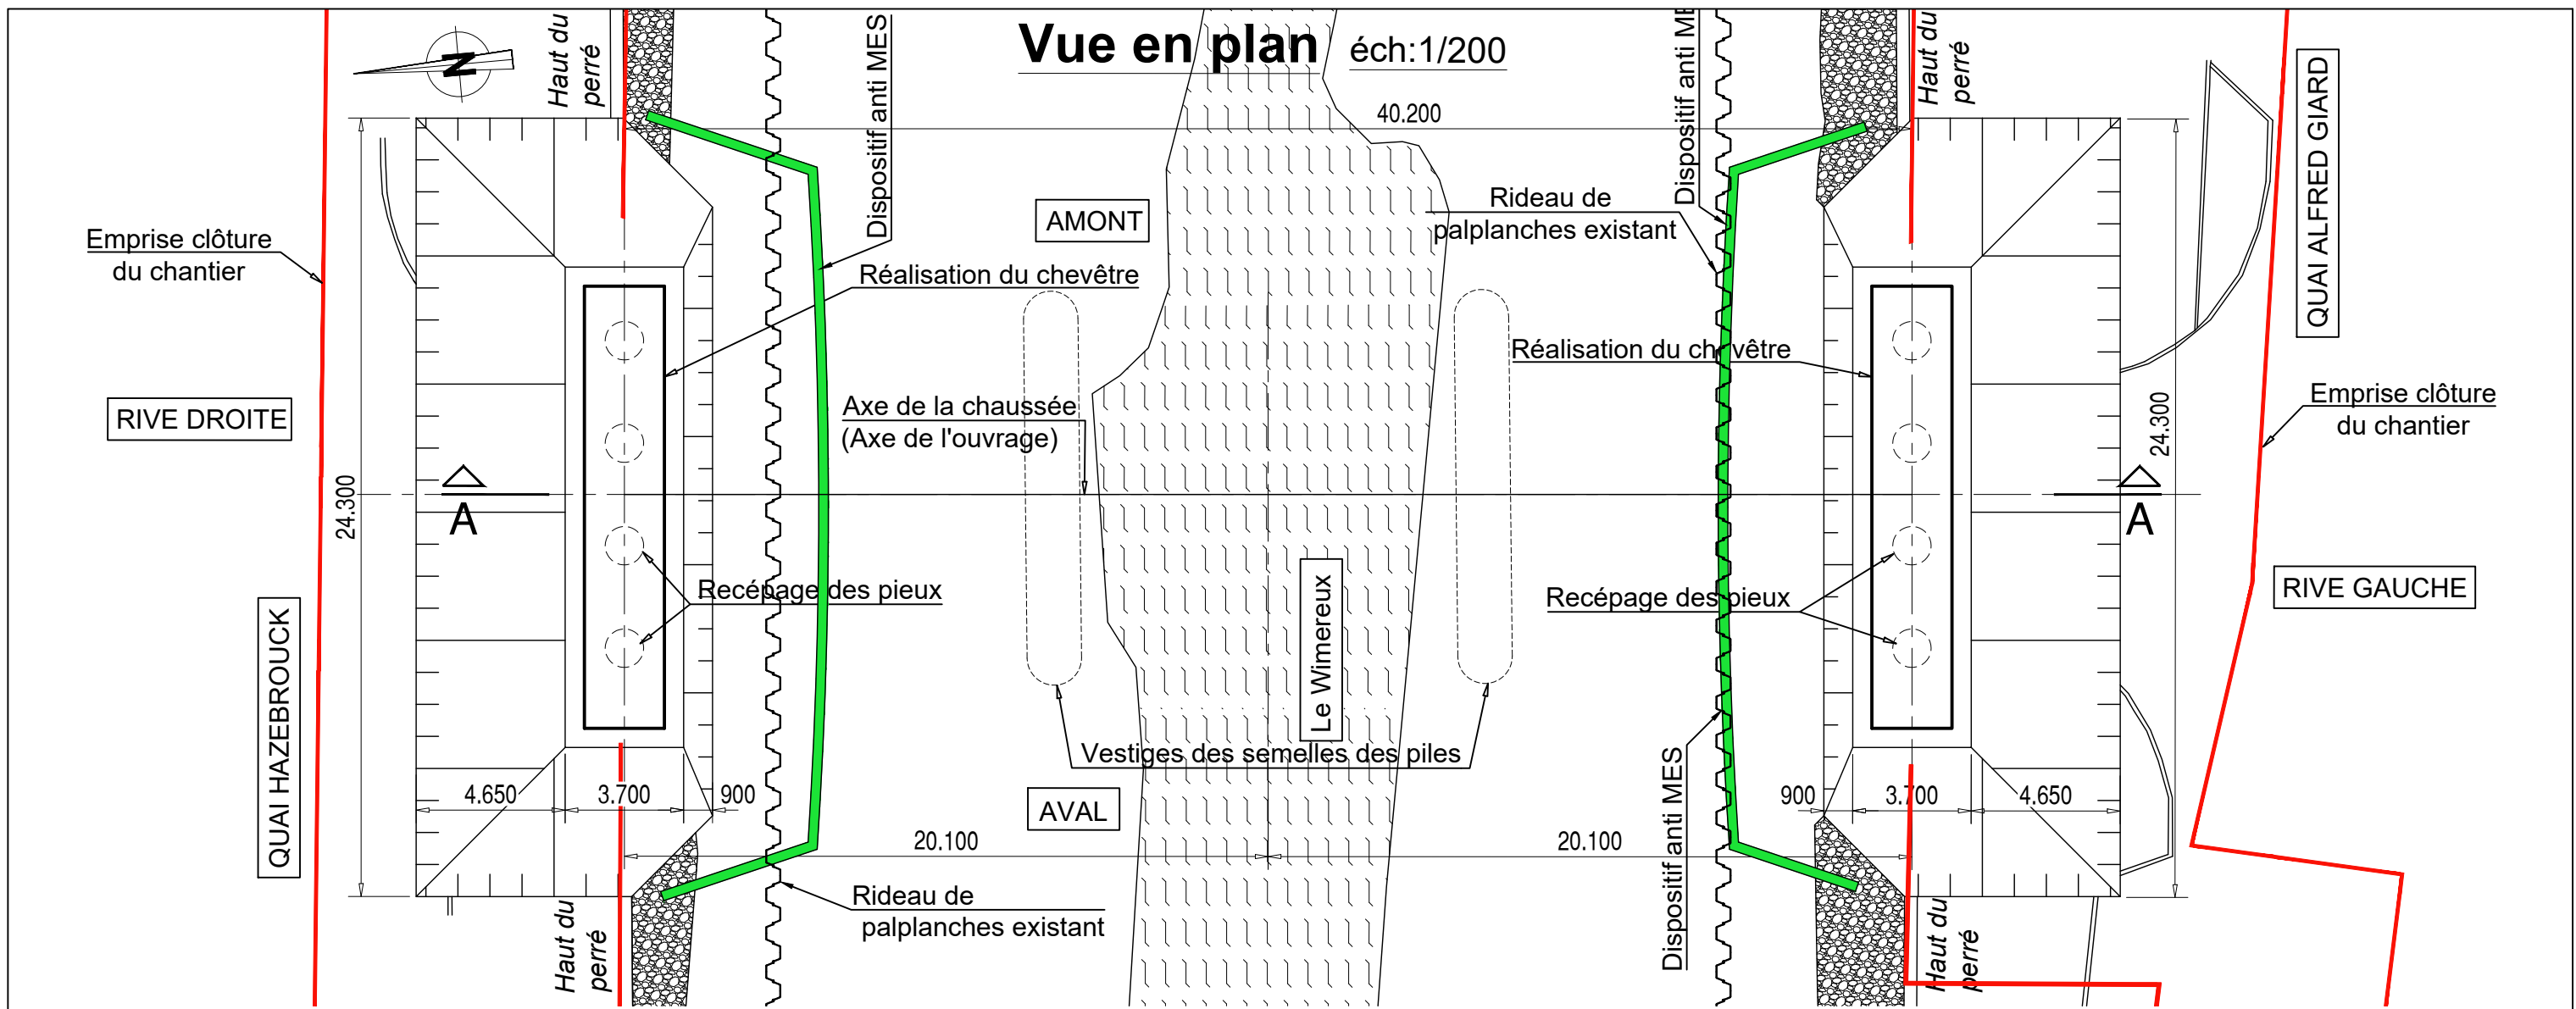 Vue en plan éch:1/200
N
Haut du
perré
Dispositif anti MES
Dispositif anti ME
Haut du
perré
QUAI ALFRED GIARD
40.200
AMONT
Rideau de
palplanches existant
Emprise clôture
du chantier
Réalisation du chevêtre
Réalisation du chevêtre
RIVE DROITE
Axe de la chaussée
(Axe de l'ouvrage)
Emprise clôture
du chantier
24.300
24.300
A
A
Recépage des pieux
Recépage des pieux
RIVE GAUCHE
Le Wimereux
QUAI HAZEBROUCK
Vestiges des semelles des piles
4.650
3.700
900
AVAL
900
3.700
4.650
20.100
20.100
Dispositif anti MES
Rideau de
palplanches existant
Haut du
perré
Haut du
perré